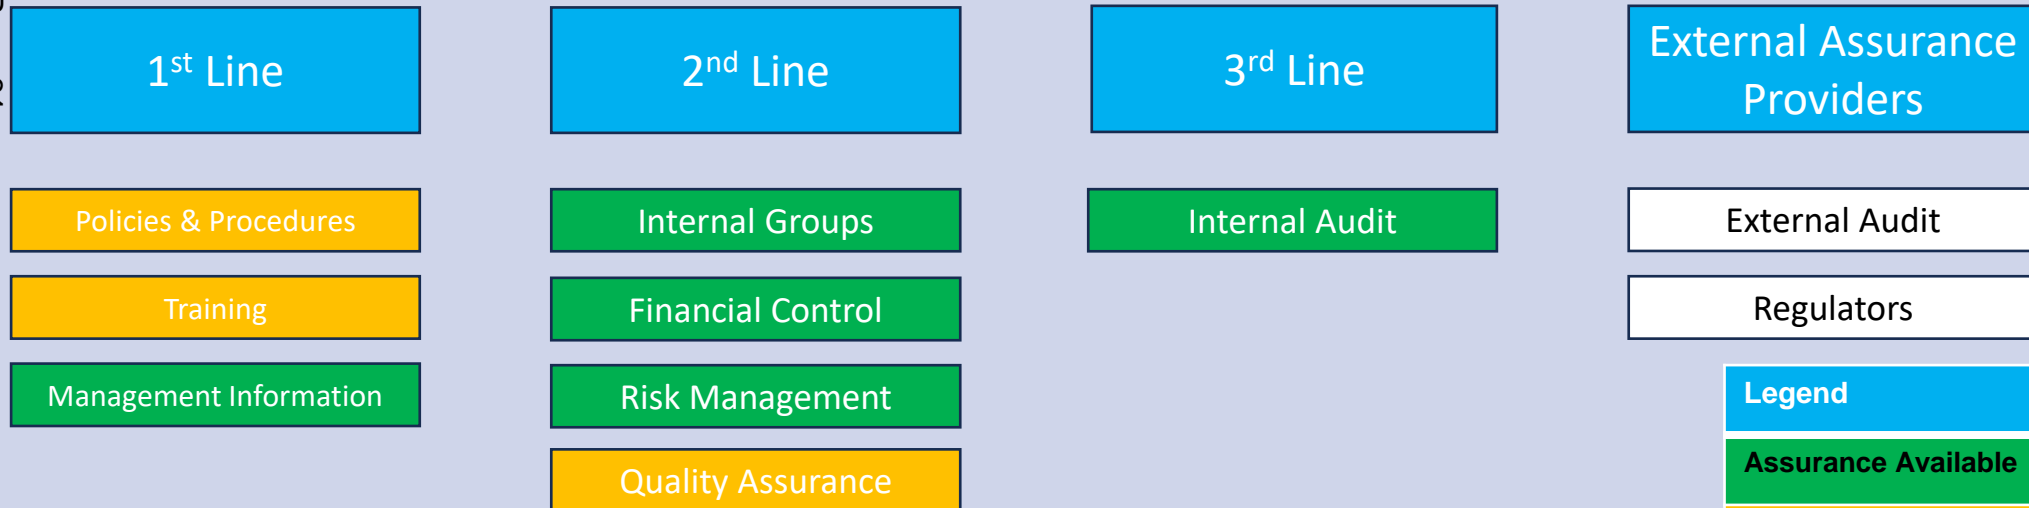 1st Line
2nd Line
3rd Line
External Assurance
Providers
Policies & Procedures
Internal Groups
Internal Audit
External Audit
Training
Financial Control
Regulators
Management Information
Risk Management
Legend
Quality Assurance
Assurance Available